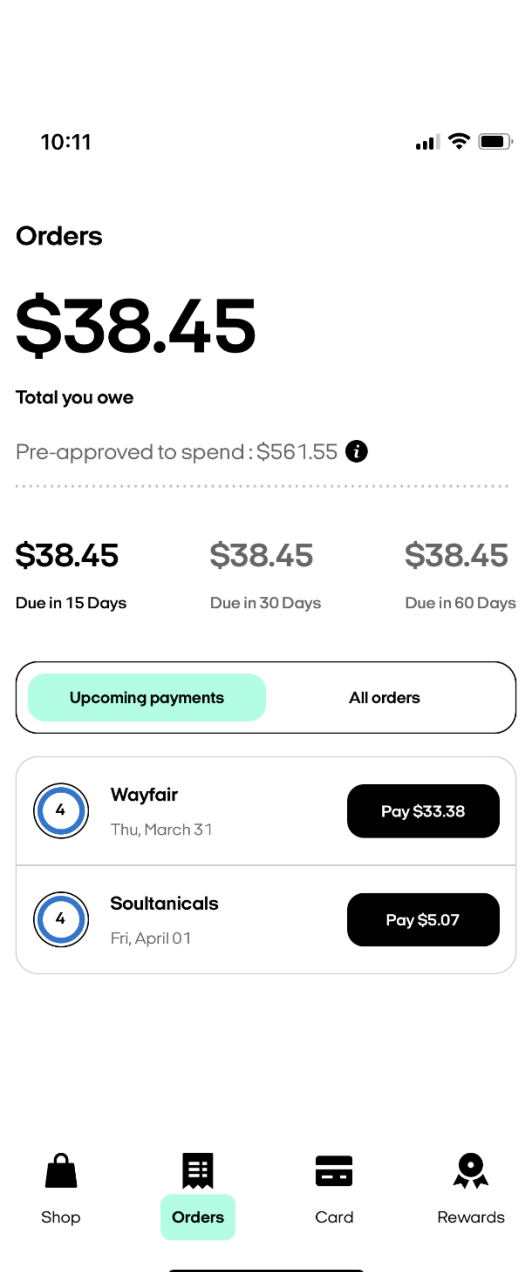 10:11
Orders
$38.45
Total you owe
Pre-approved to spend : $561.55 i
$38.45 $38.45 $38.45
Due in 15 Days Due in 30 Days Due in 60 Days
Upcoming payments All orders
4 Wayfair
Thu, March 31
Pay $33.38
4 Soultanicals
Fri, April 01
Pay $5.07
Shop Orders Card Rewards